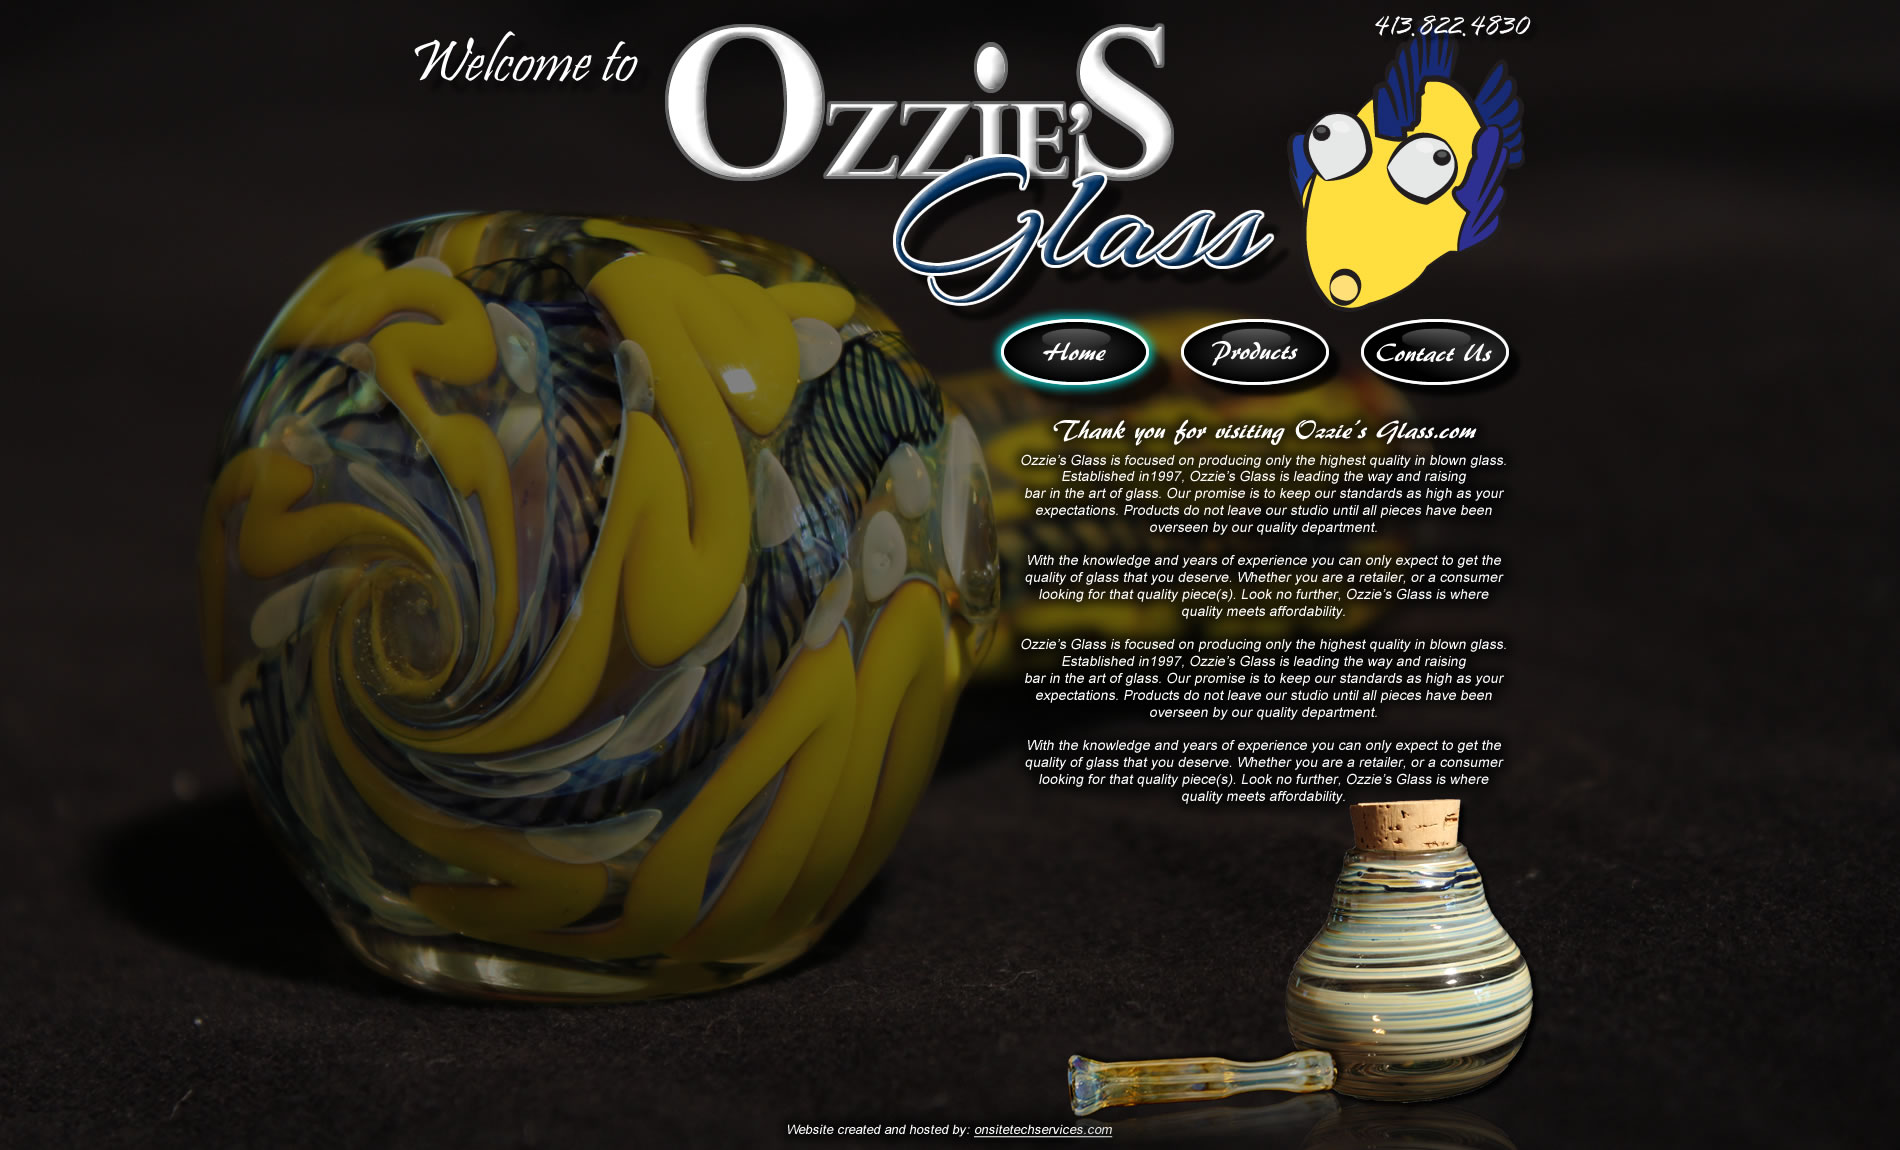 413.822.4830
Welcome to
Ozzie's
Glass
Home
Products
Contact Us
Thank you for visiting Ozzie's Glass.com
Ozzie's Glass is focused on producing only the highest quality in blown glass.
Established in1997, Ozzie's Glass is leading the way and raising
bar in the art of glass. Our promise is to keep our standards as high as your
expectations. Products do not leave our studio until all pieces have been
overseen by our quality department.
With the knowledge and years of experience you can only expect to get the
quality of glass that you deserve. Whether you are a retailer, or a consumer
looking for that quality piece(s). Look no further, Ozzie's Glass is where
quality meets affordability.
Ozzie's Glass is focused on producing only the highest quality in blown glass.
Established in1997, Ozzie's Glass is leading the way and raising
bar in the art of glass. Our promise is to keep our standards as high as your
expectations. Products do not leave our studio until all pieces have been
overseen by our quality department.
With the knowledge and years of experience you can only expect to get the
quality of glass that you deserve. Whether you are a retailer, or a consumer
looking for that quality piece(s). Look no further, Ozzie's Glass is where
quality meets affordability.
Website created and hosted by: onsitetechservices.com